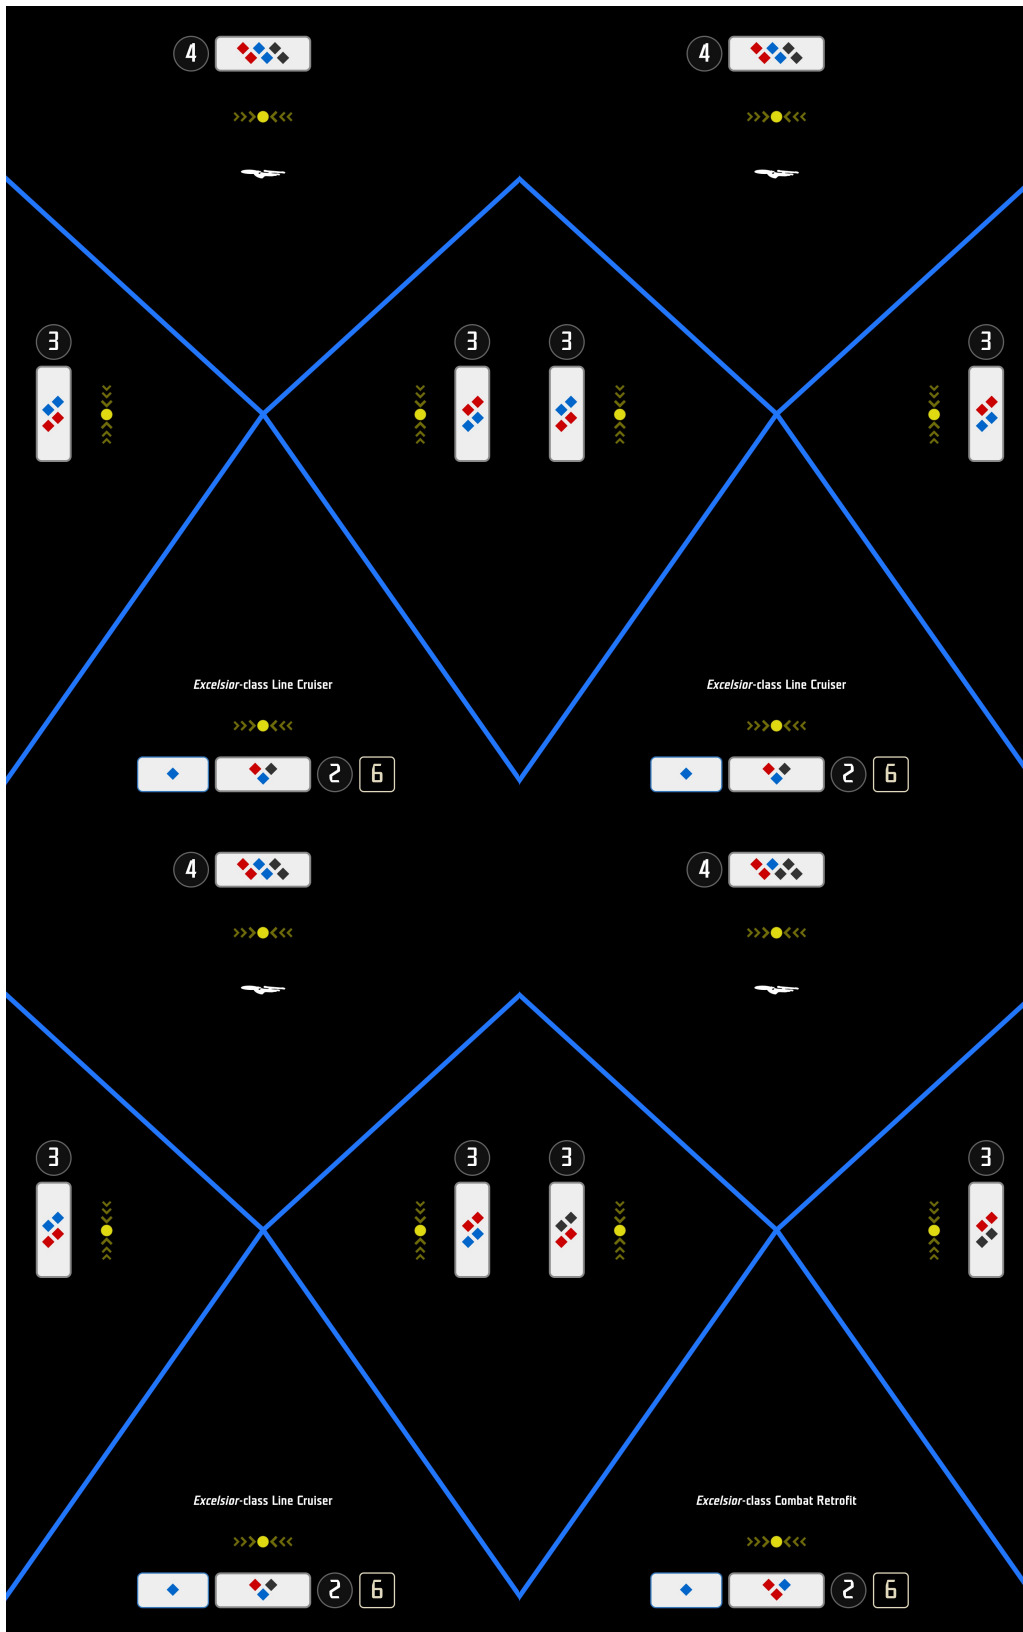 4 4
3 3 3 3
Excelsior-class Line Cruiser Excelsior-class Line Cruiser
2 6 2 6
4 4
3 3 3 3
Excelsior-class Line Cruiser Excelsior-class Combat Retrofit
2 6 2 6